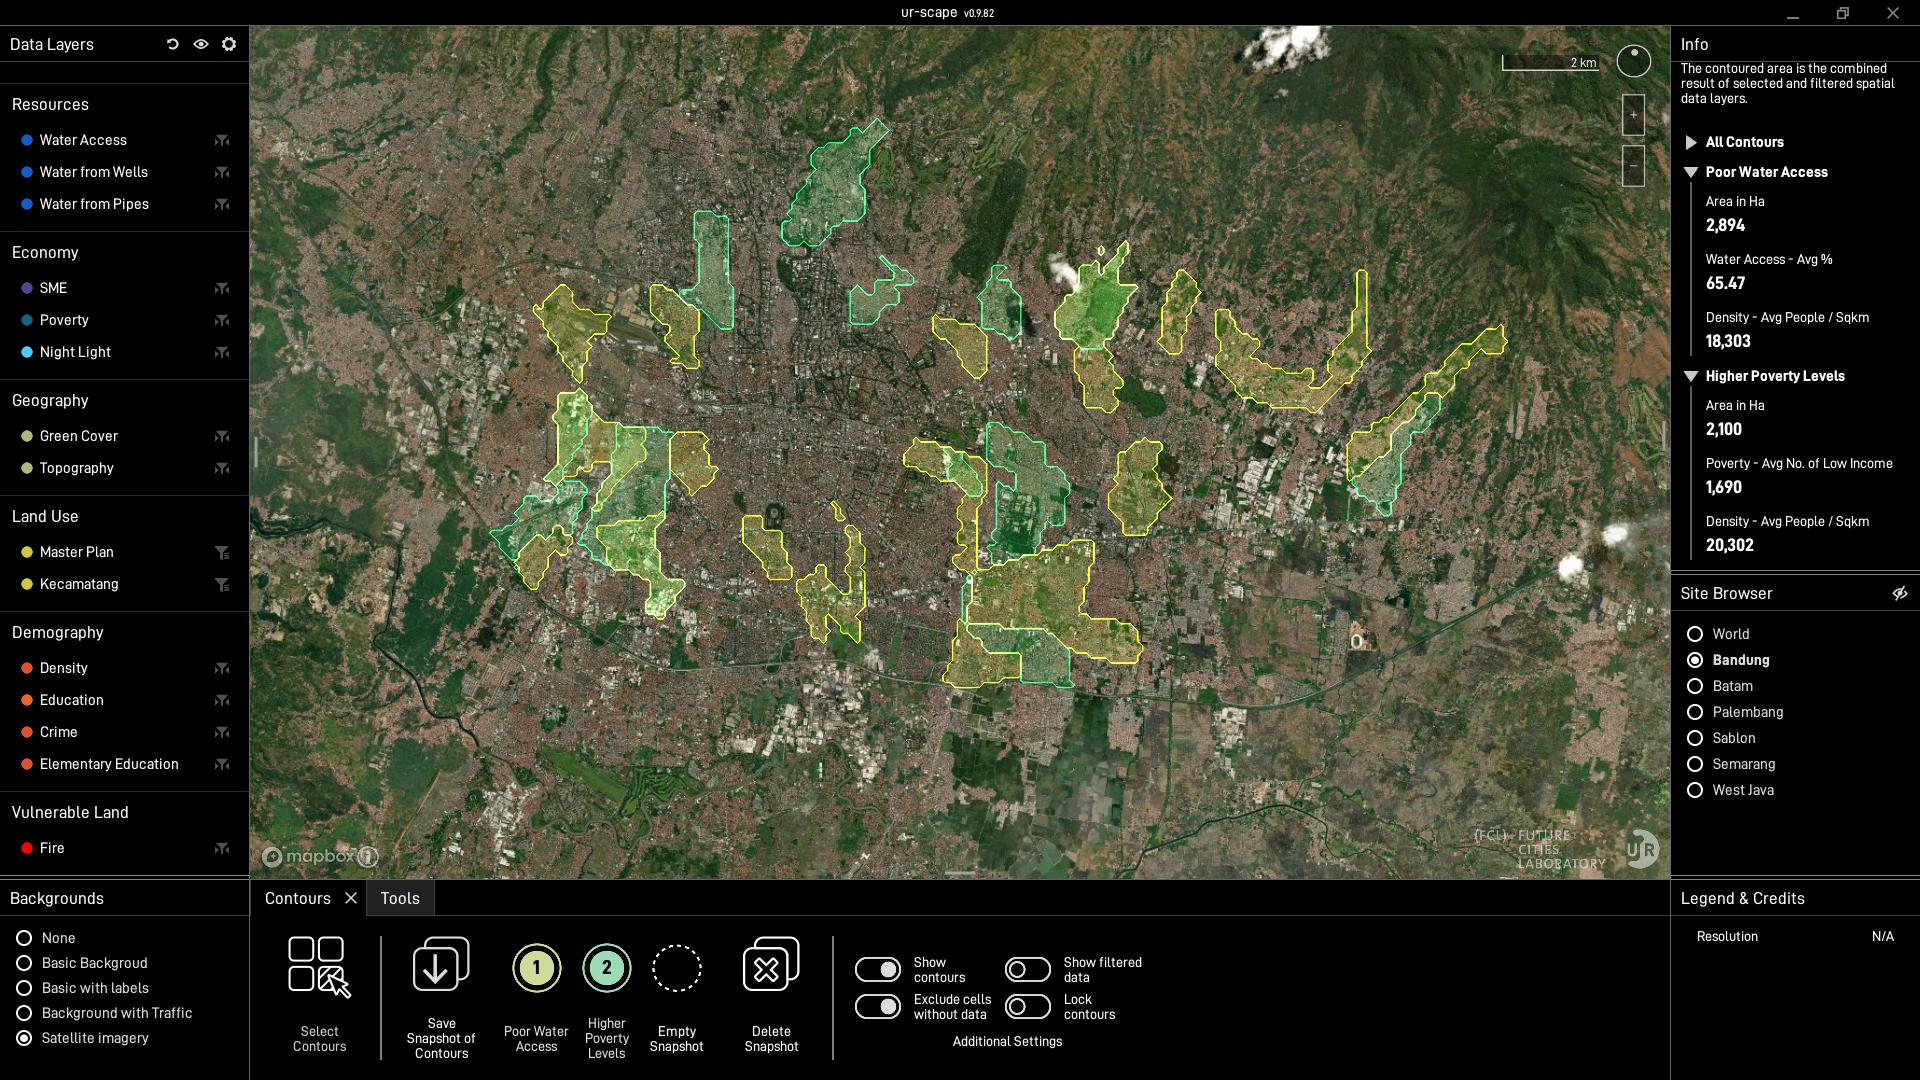 ur-scape v0.9.82
Data Layers
Resources
Water Access
Water from Wells
Water from Pipes
Economy
SME
Poverty
Night Light
Geography
Green Cover
Topography
Land Use
Master Plan
Kecamatang
Demography
Density
Education
Crime
Elementary Education
Vulnerable Land
Fire
Backgrounds
None
Basic Backgroud
Basic with labels
Background with Traffic
Satellite imagery
2 km
+
-
mapbox
i
(FCL) FUTURE
CITIES
LABORATORY
UR
Contours
Tools
Select
Contours
Save
Snapshot of
Contours
1
Poor Water
Access
2
Higher
Poverty
Levels
Empty
Snapshot
Delete
Snapshot
Show
contours
Show filtered
data
Exclude cells
without data
Lock
contours
Additional Settings
Info
The contoured area is the combined
result of selected and filtered spatial
data layers.
All Contours
Poor Water Access
Area in Ha
2,894
Water Access - Avg %
65.47
Density - Avg People / Sqkm
18,303
Higher Poverty Levels
Area in Ha
2,100
Poverty - Avg No. of Low Income
1,690
Density - Avg People / Sqkm
20,302
Site Browser
World
Bandung
Batam
Palembang
Sablon
Semarang
West Java
Legend & Credits
Resolution N/A